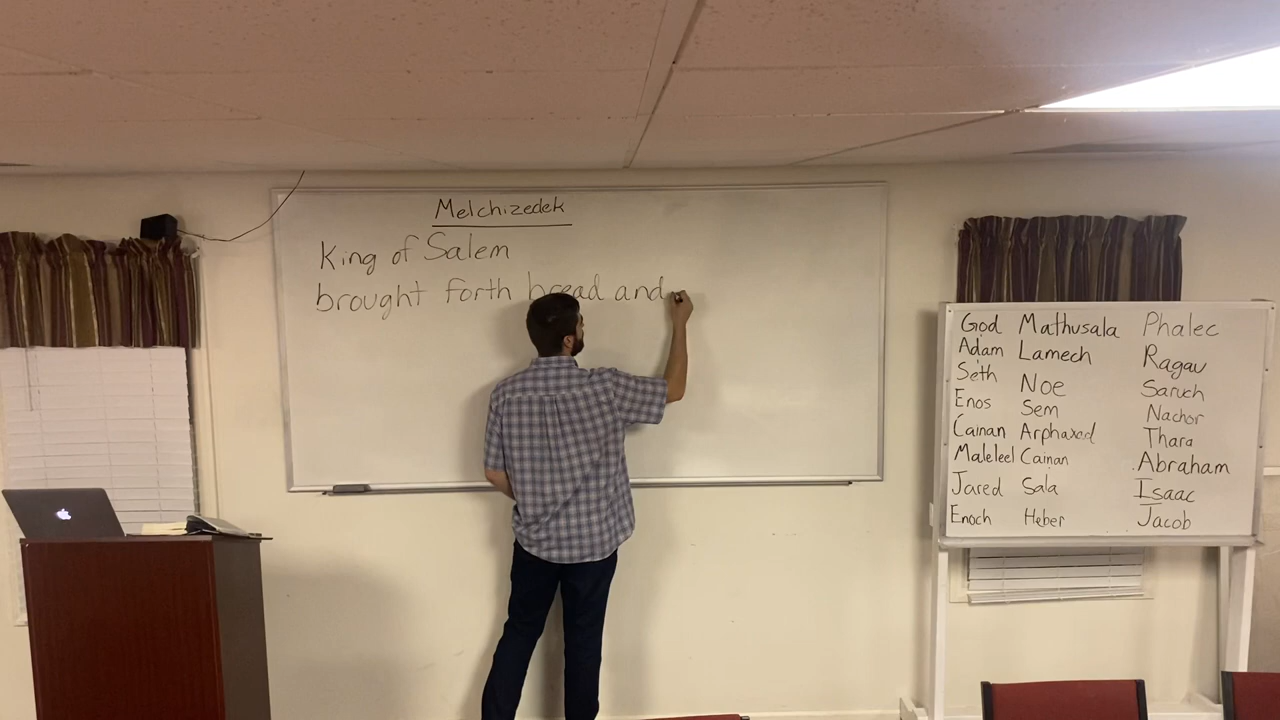 Melchizedek
King of Salem
brought forth bread and
God Mathusala Phalec
Adam Lamech Ragau
Seth Noe Saruch
Enos Sem Nachor
Cainan Arphaxad Thara
Maleleel Cainan Abraham
Jared Sala Isaac
Enoch Heber Jacob